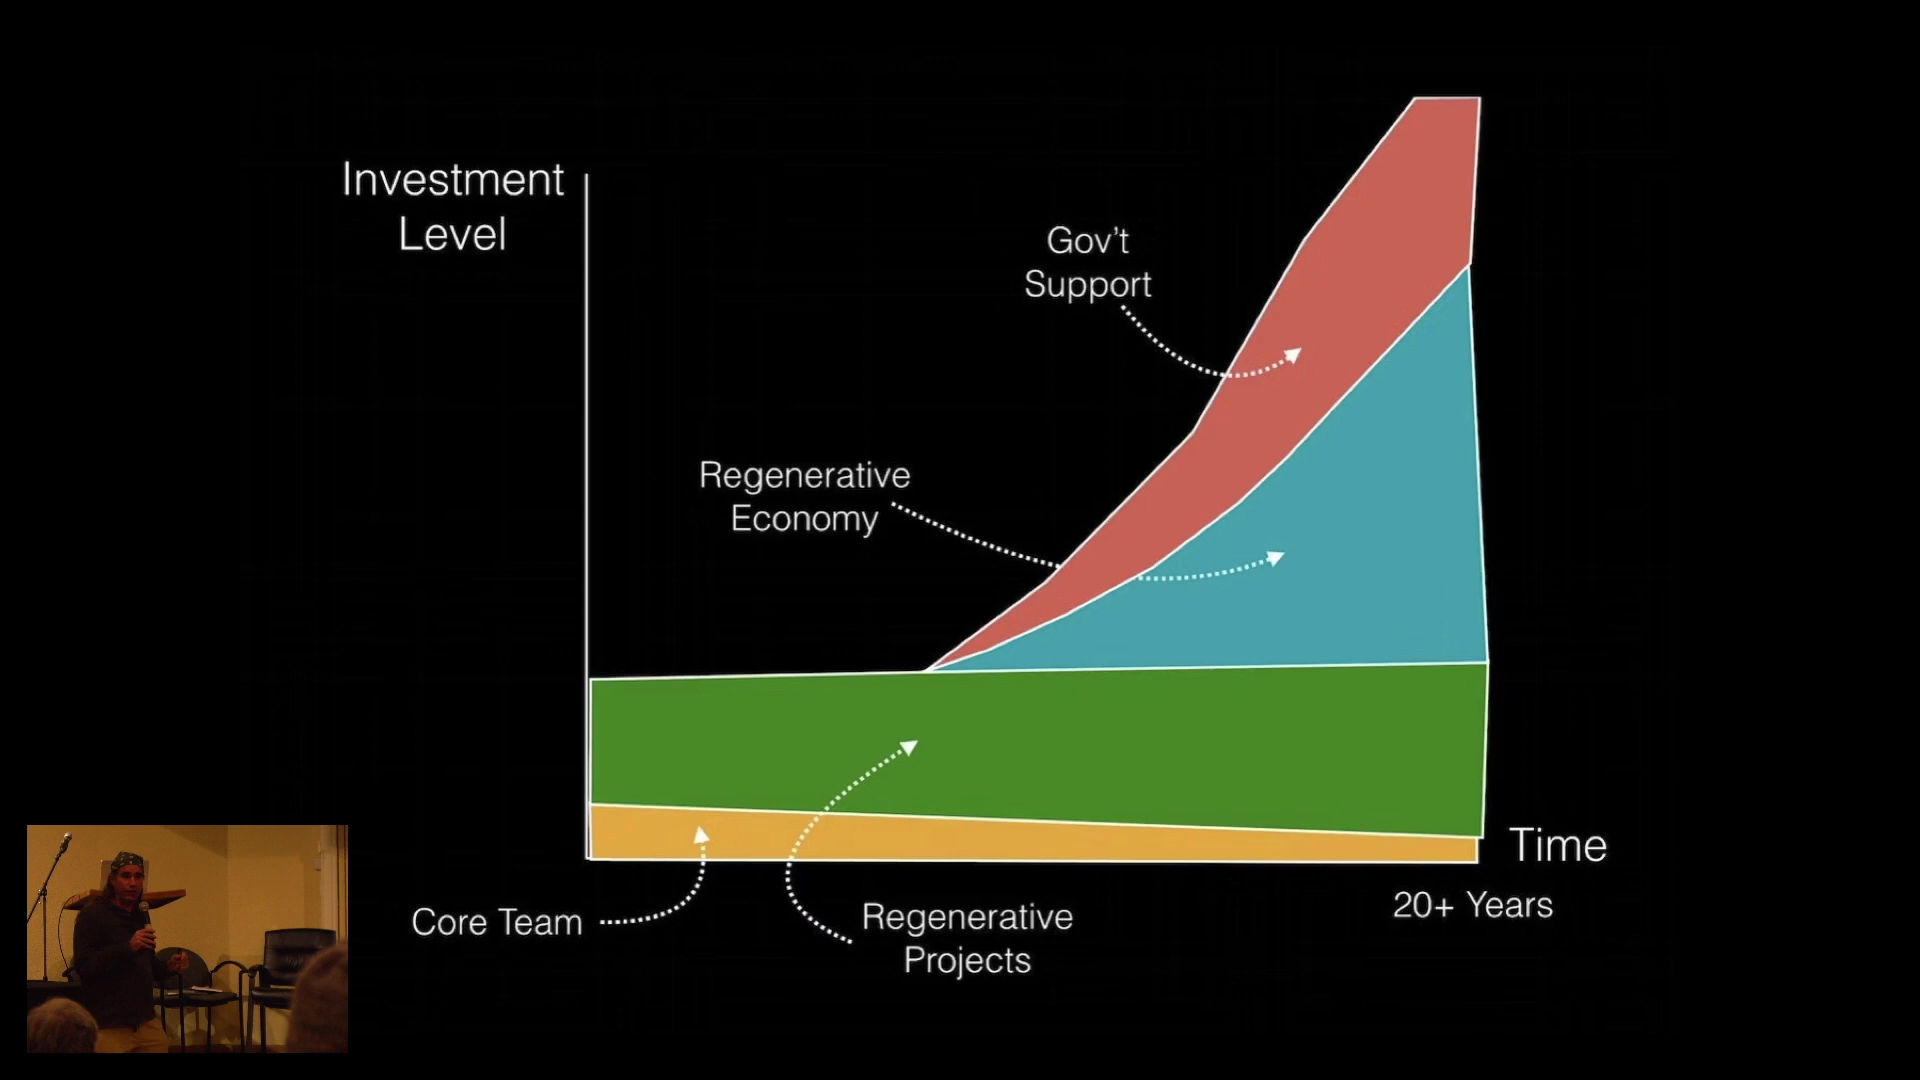 Investment
Level
Gov't
Support
Regenerative
Economy
Time
20+ Years
Core Team
Regenerative
Projects